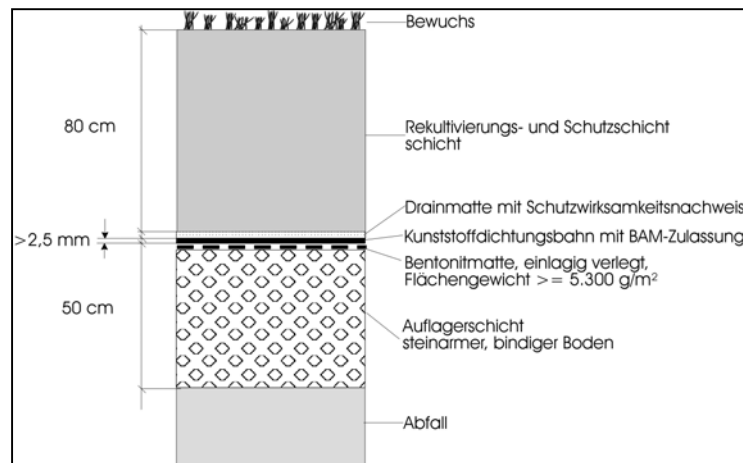 Bewuchs
80 cm
Rekultivierungs- und Schutzschicht
schicht
Drainmatte mit Schutzwirksamkeitsnachweis
>2,5 mm
Kunststoffdichtungsbahn mit BAM-Zulassung
Bentonitmatte, einlagig verlegt,
Flächengewicht >= 5.300 g/m²
50 cm
Auflagerschicht
steinarmer, bindiger Boden
Abfall